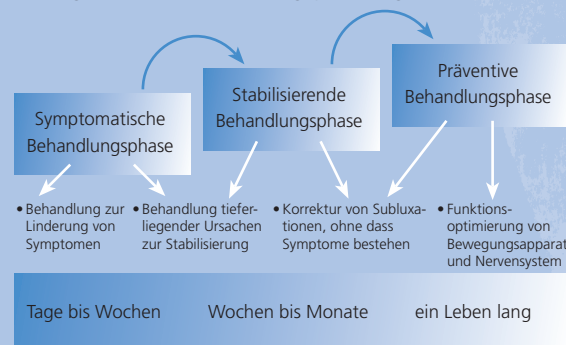 Symptomatische
Behandlungsphase
Stabilisierende
Behandlungsphase
Präventive
Behandlungsphase
• Behandlung zur
Linderung von
Symptomen
• Behandlung tiefer-
liegender Ursachen
zur Stabilisierung
• Korrektur von Subluxa-
tionen, ohne dass
Symptome bestehen
• Funktions-
optimierung von
Bewegungsapparat
und Nervensystem
Tage bis Wochen
Wochen bis Monate
ein Leben lang